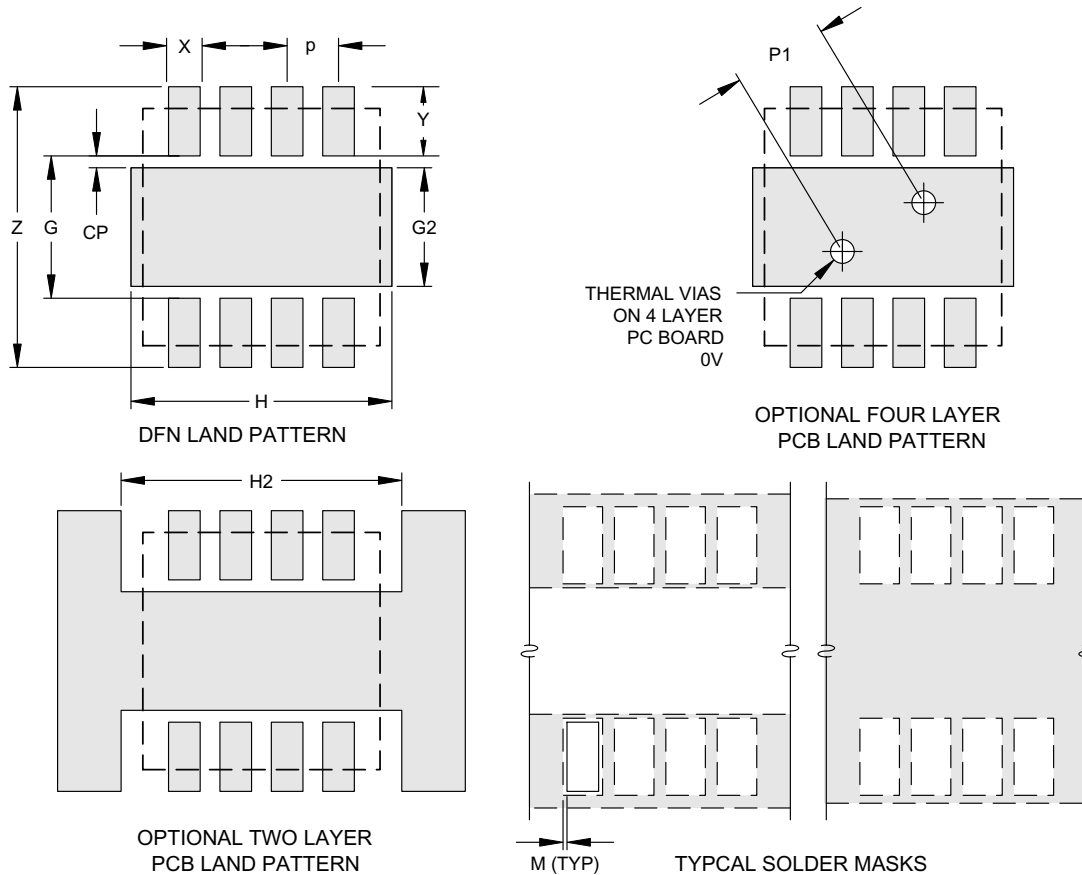 X
p
Y
Z
G
CP
G2
H
DFN LAND PATTERN
P1
THERMAL VIAS
ON 4 LAYER
PC BOARD
0V
OPTIONAL FOUR LAYER
PCB LAND PATTERN
H2
OPTIONAL TWO LAYER
PCB LAND PATTERN
M (TYP)
TYPCAL SOLDER MASKS